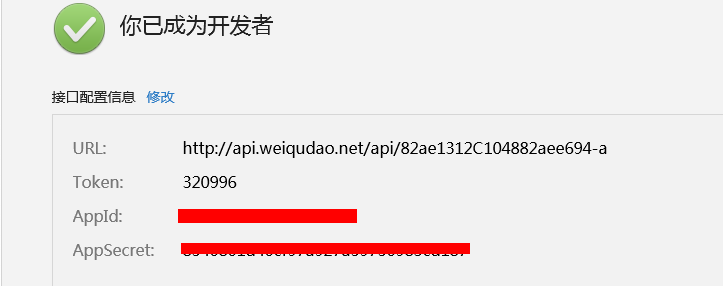 你已成为开发者
接口配置信息 修改
URL: http://api.weiqudao.net/api/82ae1312C104882aee694-a
Token: 320996
AppId:
AppSecret: